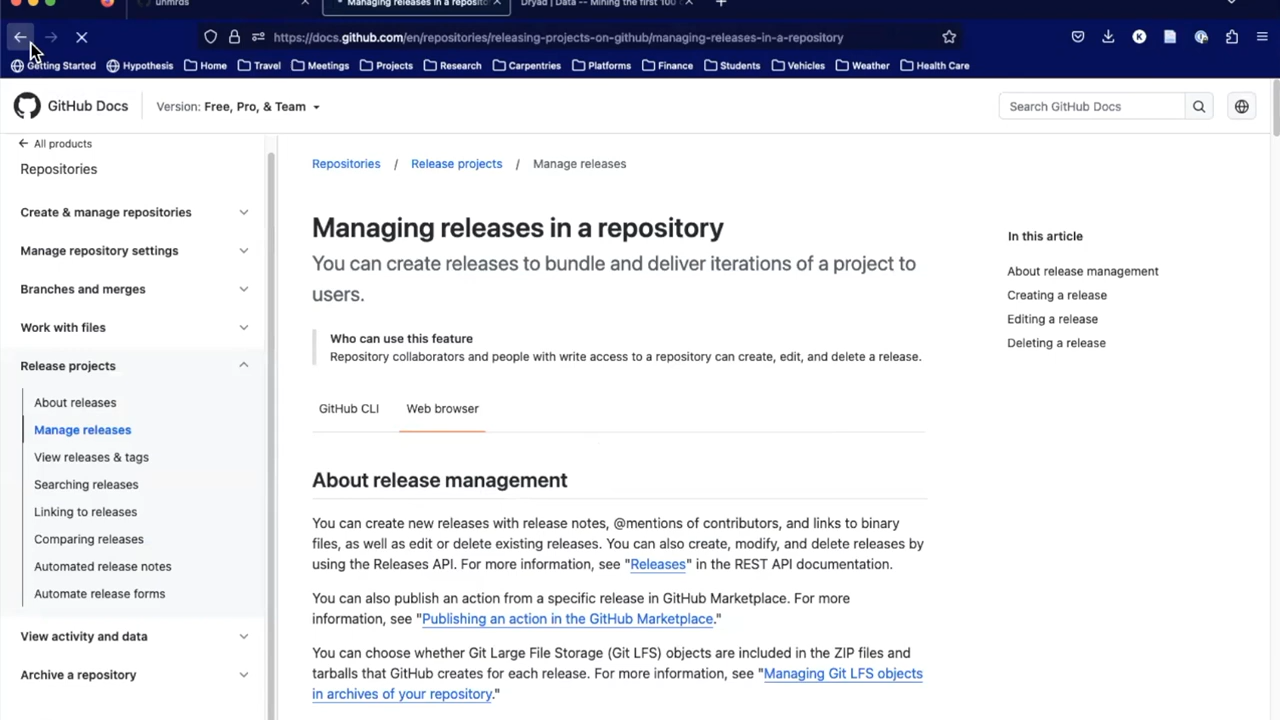 unmrds
Managing releases in a reposito
Dryad | Data -- Mining the first 100
https://docs.github.com/en/repositories/releasing-projects-on-github/managing-releases-in-a-repository
Getting Started
Hypothesis
Home
Travel
Meetings
Projects
Research
Carpentries
Platforms
Finance
Students
Vehicles
Weather
Health Care
GitHub Docs
Version: Free, Pro, & Team
Search GitHub Docs
All products
Repositories
Create & manage repositories
Manage repository settings
Branches and merges
Work with files
Release projects
About releases
Manage releases
View releases & tags
Searching releases
Linking to releases
Comparing releases
Automated release notes
Automate release forms
View activity and data
Archive a repository
Repositories / Release projects / Manage releases
Managing releases in a repository
You can create releases to bundle and deliver iterations of a project to
users.
Who can use this feature
Repository collaborators and people with write access to a repository can create, edit, and delete a release.
GitHub CLI
Web browser
About release management
You can create new releases with release notes, @mentions of contributors, and links to binary
files, as well as edit or delete existing releases. You can also create, modify, and delete releases by
using the Releases API. For more information, see "Releases" in the REST API documentation.
You can also publish an action from a specific release in GitHub Marketplace. For more
information, see "Publishing an action in the GitHub Marketplace."
You can choose whether Git Large File Storage (Git LFS) objects are included in the ZIP files and
tarballs that GitHub creates for each release. For more information, see "Managing Git LFS objects
in archives of your repository."
In this article
About release management
Creating a release
Editing a release
Deleting a release